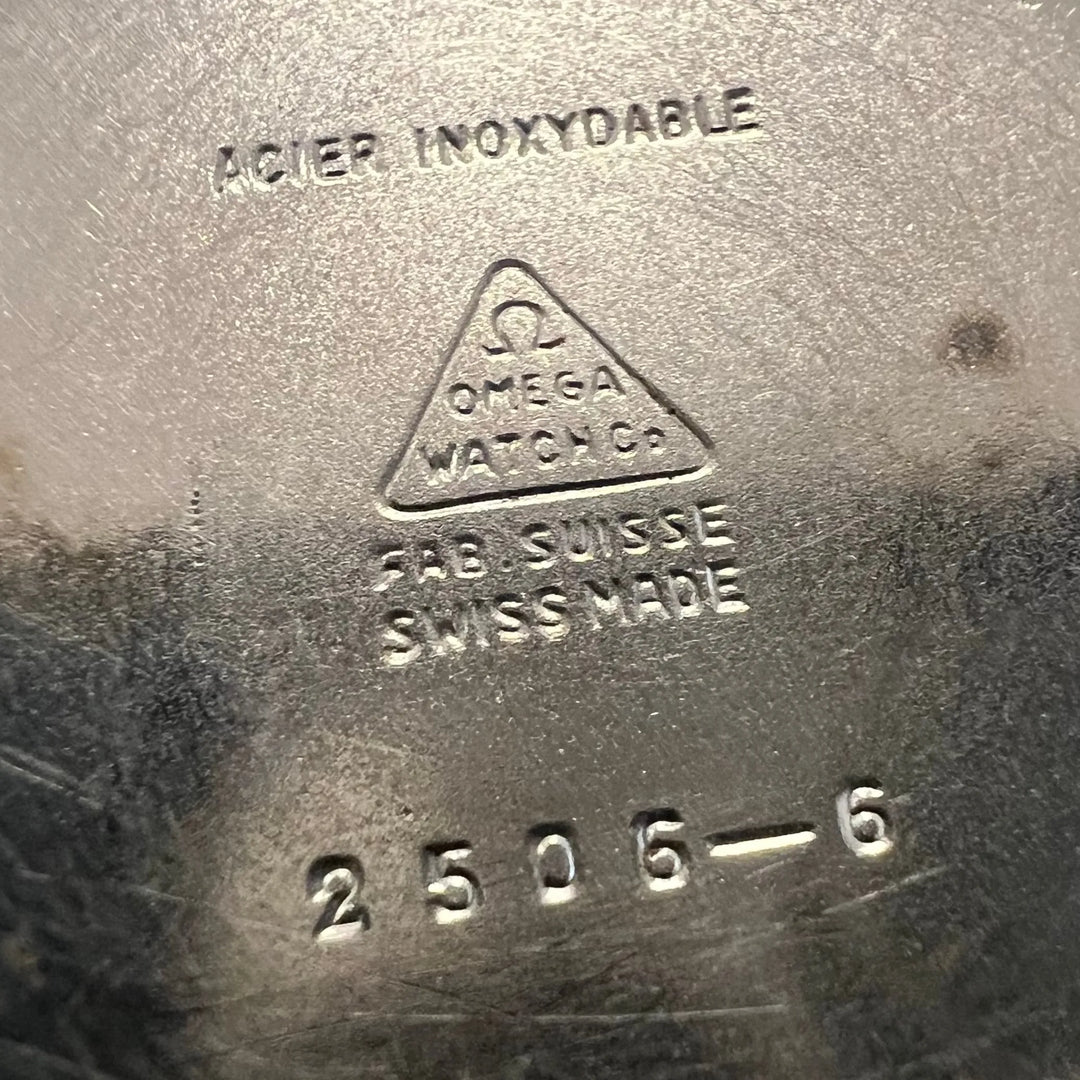 ACIER INOXYDABLE
Ω
OMEGA
WATCH Co
FAB. SUISSE
SWISS MADE
2506—6